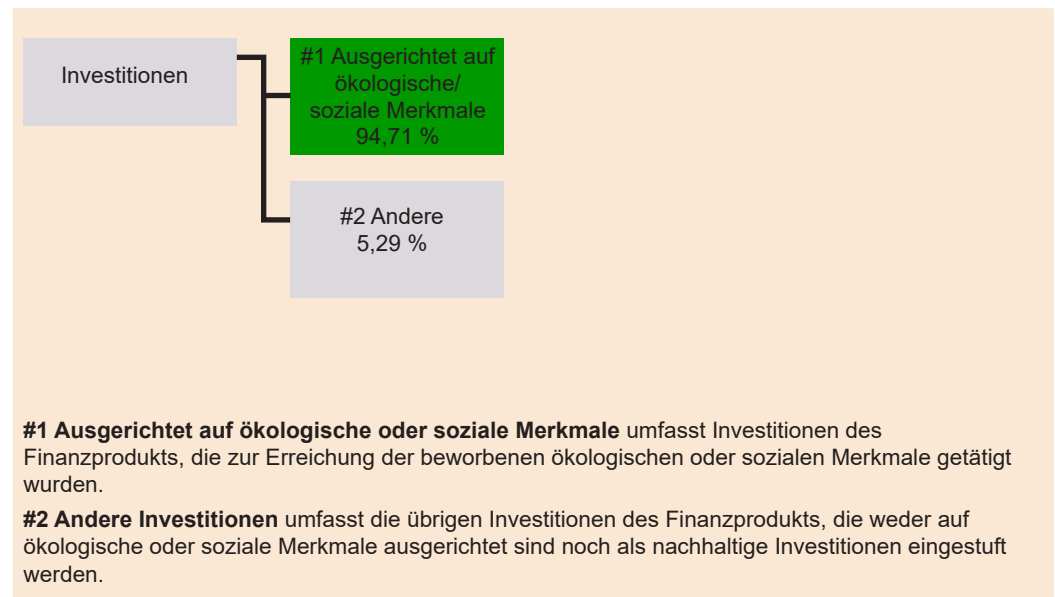 Investitionen
#1 Ausgerichtet auf
ökologische/
soziale Merkmale
94,71 %
#2 Andere
5,29 %
#1 Ausgerichtet auf ökologische oder soziale Merkmale umfasst Investitionen des
Finanzprodukts, die zur Erreichung der beworbenen ökologischen oder sozialen Merkmale getätigt
wurden.
#2 Andere Investitionen umfasst die übrigen Investitionen des Finanzprodukts, die weder auf
ökologische oder soziale Merkmale ausgerichtet sind noch als nachhaltige Investitionen eingestuft
werden.